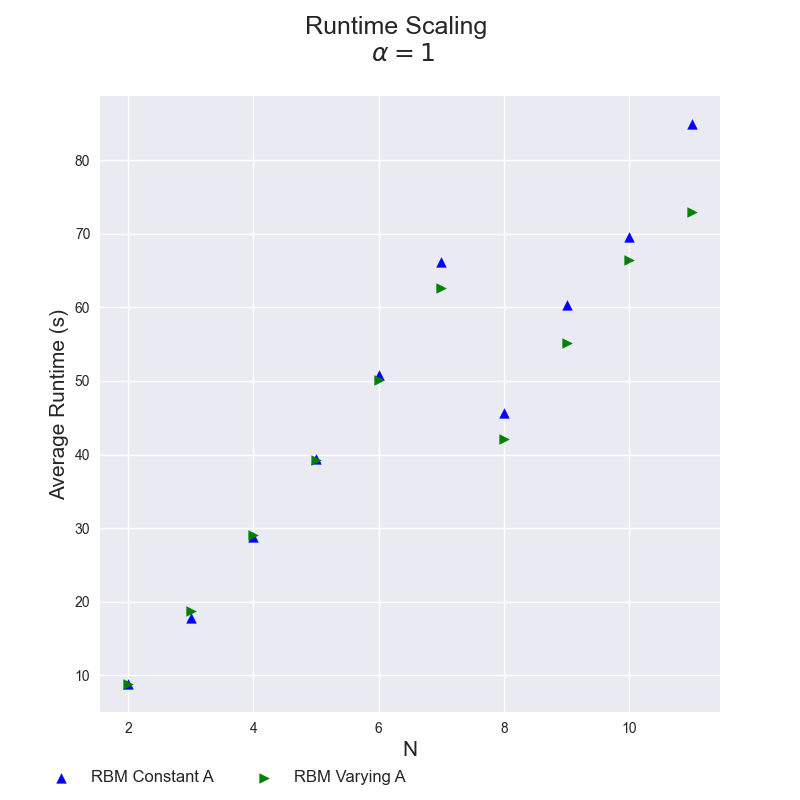 Runtime Scaling
α = 1
80
70
60
50
40
30
20
10
Average Runtime (s)
2 4 6 8 10
N
RBM Constant A RBM Varying A